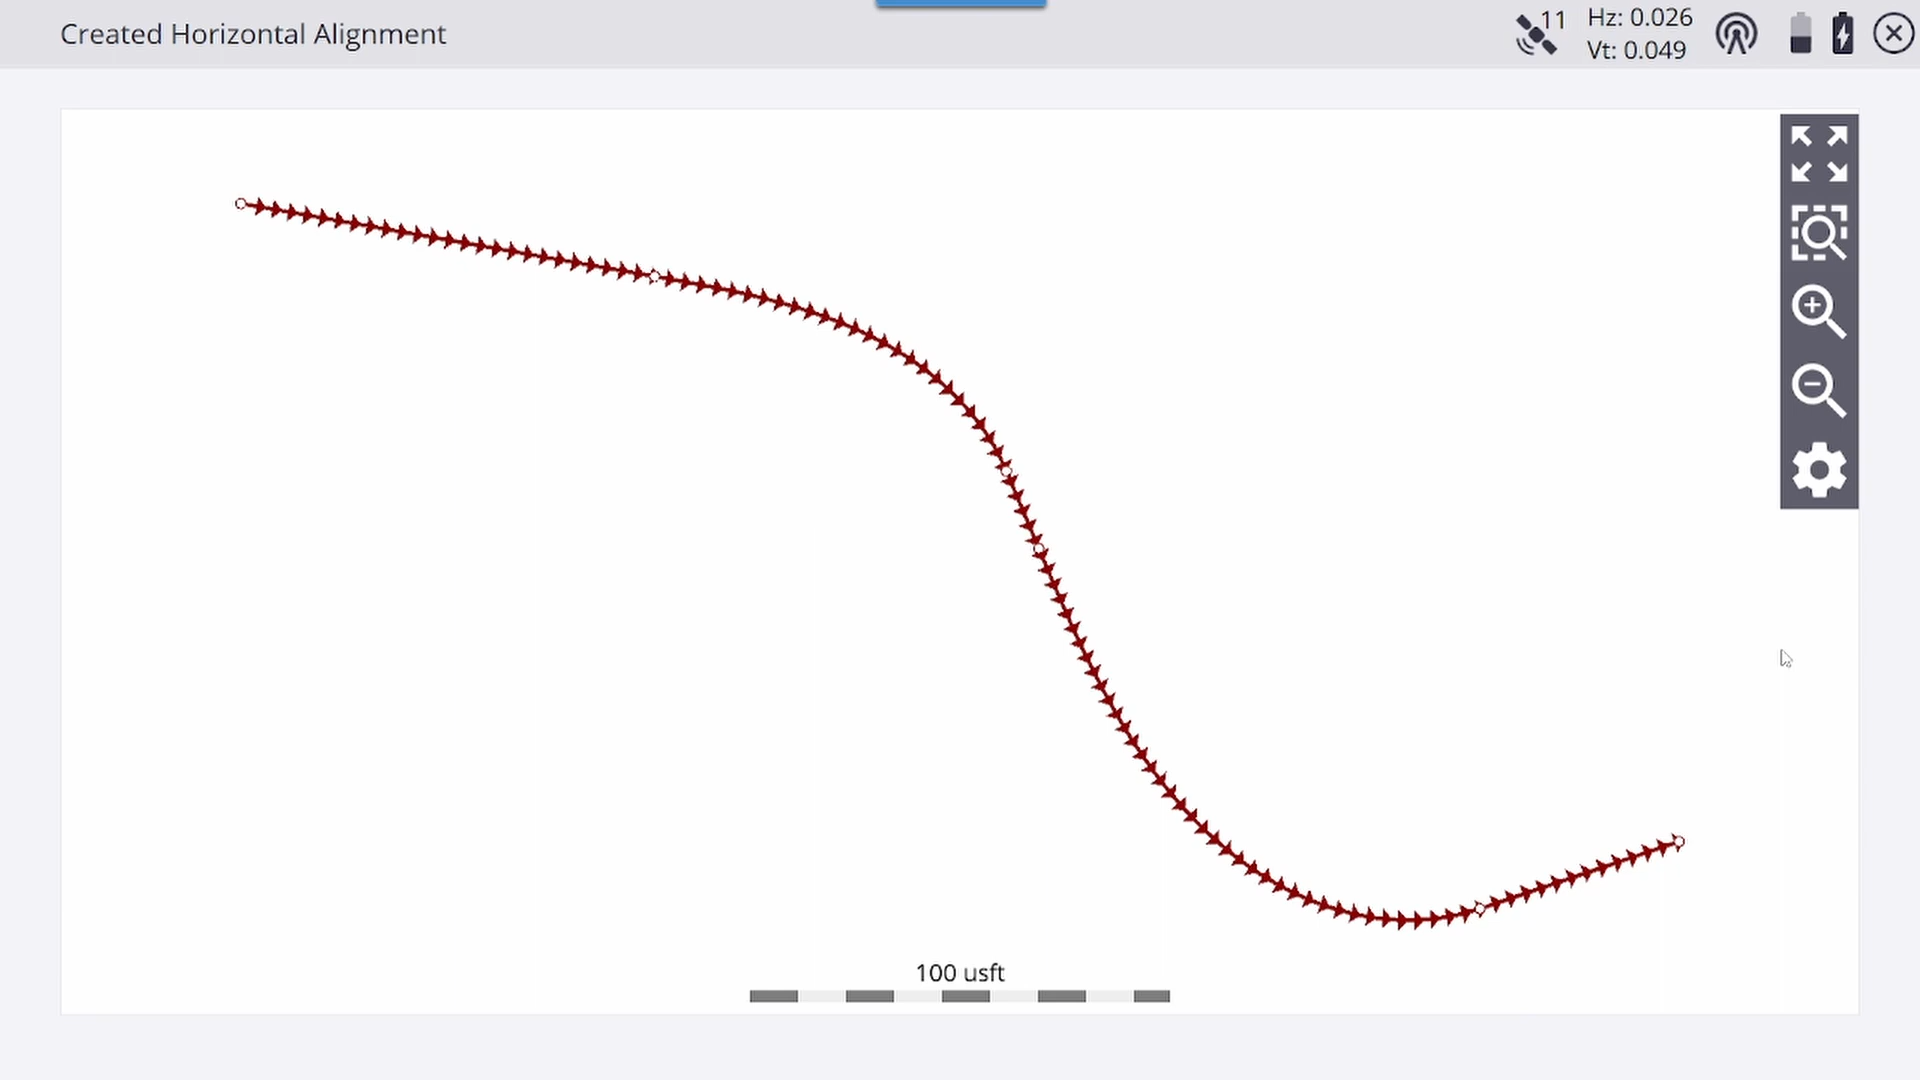 Created Horizontal Alignment
11
Hz: 0.026
Vt: 0.049
100 usft